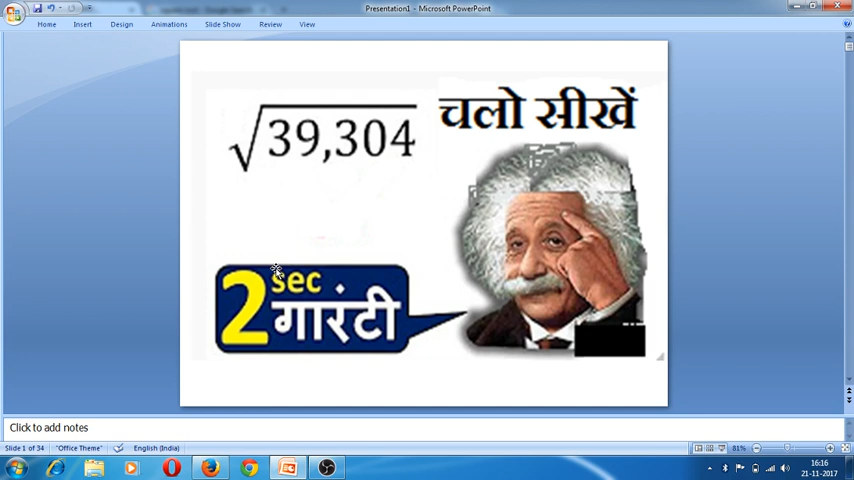 Presentation1 - Microsoft PowerPoint
Home Insert Design Animations Slide Show Review View
√39,304
चलो सीखें
2 sec
गारंटी
Click to add notes
Slide 1 of 34 "Office Theme" English (India) 81%
16:16
21-11-2017